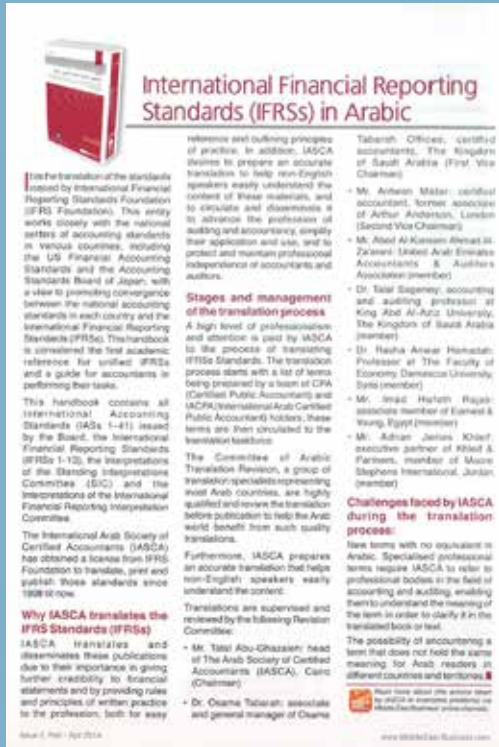 International Financial Reporting
Standards (IFRSs) in Arabic
It is the translation of the standards
issued by International Financial
Reporting Standards Foundation
(IFRS Foundation). This entity
works closely with the national
setters of accounting standards
in various countries, including
the US Financial Accounting
Standards and the Accounting
Standards Board of Japan, with
a view to promoting convergence
between the national accounting
standards in each country and the
International Financial Reporting
Standards (IFRSs). This handbook
is considered the first academic
reference for unified IFRSs
and a guide for accountants in
performing their tasks.
This handbook contains all
International Accounting
Standards (IASs 1-41) issued
by the Board, the International
Financial Reporting Standards
(IFRSs 1-13), the Interpretations
of the Standing Interpretations
Committee (SIC) and the
Interpretations of the International
Financial Reporting Interpretation
Committee.
The International Arab Society of
Certified Accountants (IASCA)
has obtained a license from IFRS
Foundation to translate, print and
publish those standards since
1998 til now.
Why IASCA translates the
IFRS Standards (IFRSs)
IASCA translates and
disseminates these publications
due to their importance in giving
further credibility to financial
statements and by providing rules
and principles of written practice
to the profession, both for easy
reference and outlining principles
of practice. In addition, IASCA
desires to prepare an accurate
translation to help non-English
speakers easily understand the
content of these materials, and
to circulate and disseminate it
to advance the profession of
auditing and accountancy, simplify
their application and use, and to
protect and maintain professional
independence of accountants and
auditors.
Stages and management
of the translation process
A high level of professionalism
and attention is paid by IASCA
to the process of translating
IFRSs Standards. The translation
process starts with a list of terms
being prepared by a team of CPA
(Certified Public Accountant) and
IACPA (International Arab Certified
Public Accountant) holders, these
terms are then circulated to the
translation taskforce.
The Committee of Arabic
Translation Revision, a group of
translation specialists representing
most Arab countries, are highly
qualified and review the translation
before publication to help the Arab
world benefit from such quality
translations.
Furthermore, IASCA prepares
an accurate translation that helps
non-English speakers easily
understand the content.
Translations are supervised and
reviewed by the following Revision
Committee:
• Mr. Talal Abu-Ghazaleh: head
of The Arab Society of Certified
Accountants (IASCA), Cairo
(Chairman)
• Dr. Osama Tabarah: associate
and general manager of Osama
Tabarah Offices, certified
accountants, The Kingdom
of Saudi Arabia (First Vice
Chairman)
• Mr. Antwan Mater: certified
accountant, former associate
of Arthur Anderson, London
(Second Vice Chairman)
• Mr. Abed Al-Kareem Ahmad Al-
Za'areni: United Arab Emirates
Accountants & Auditors
Association (member)
• Dr. Talal : accounting
and auditing professor at
King Abd Al-Aziz University,
The Kingdom of Saudi Arabia
(member)
• Dr. Anwar Hamadah:
Professor at The Faculty of
Economy, Damascus University,
Syria (member)
• Mr. Imad Hafath Rajeb:
associate member of Earnest &
Young, Egypt (member)
• Mr. Adnan James Khleif:
executive partner of Khleif &
Partners, member of Moore
Stephens International, Jordan
(member)
Challenges faced by IASCA
during the translation
process:
New terms with no equivalent in
Arabic. Specialised professional
terms require IASCA to refer to
professional bodies in the field of
accounting and auditing, enabling
them to understand the meaning of
the term in order to clarify it in the
translated book or text.
The possibility of encountering a
term that does not hold the same
meaning for Arab readers in
different countries and territories.
Issue 2, Feb - Apr 2014
www.MiddleEast-Business.com